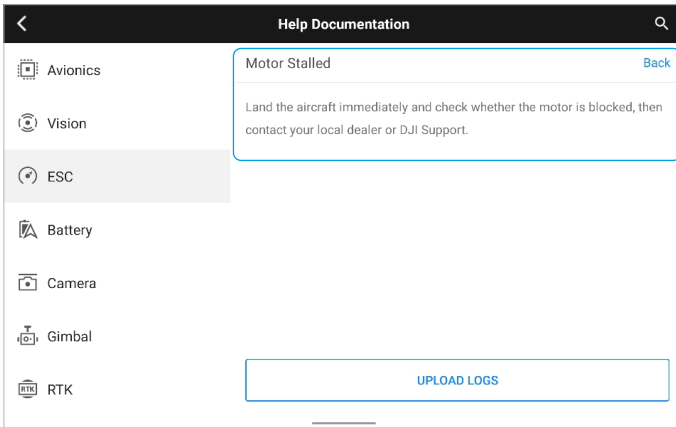 Help Documentation
Avionics
Vision
ESC
Battery
Camera
Gimbal
RTK
RTK
Motor Stalled
Back
Land the aircraft immediately and check whether the motor is blocked, then
contact your local dealer or DJI Support.
UPLOAD LOGS